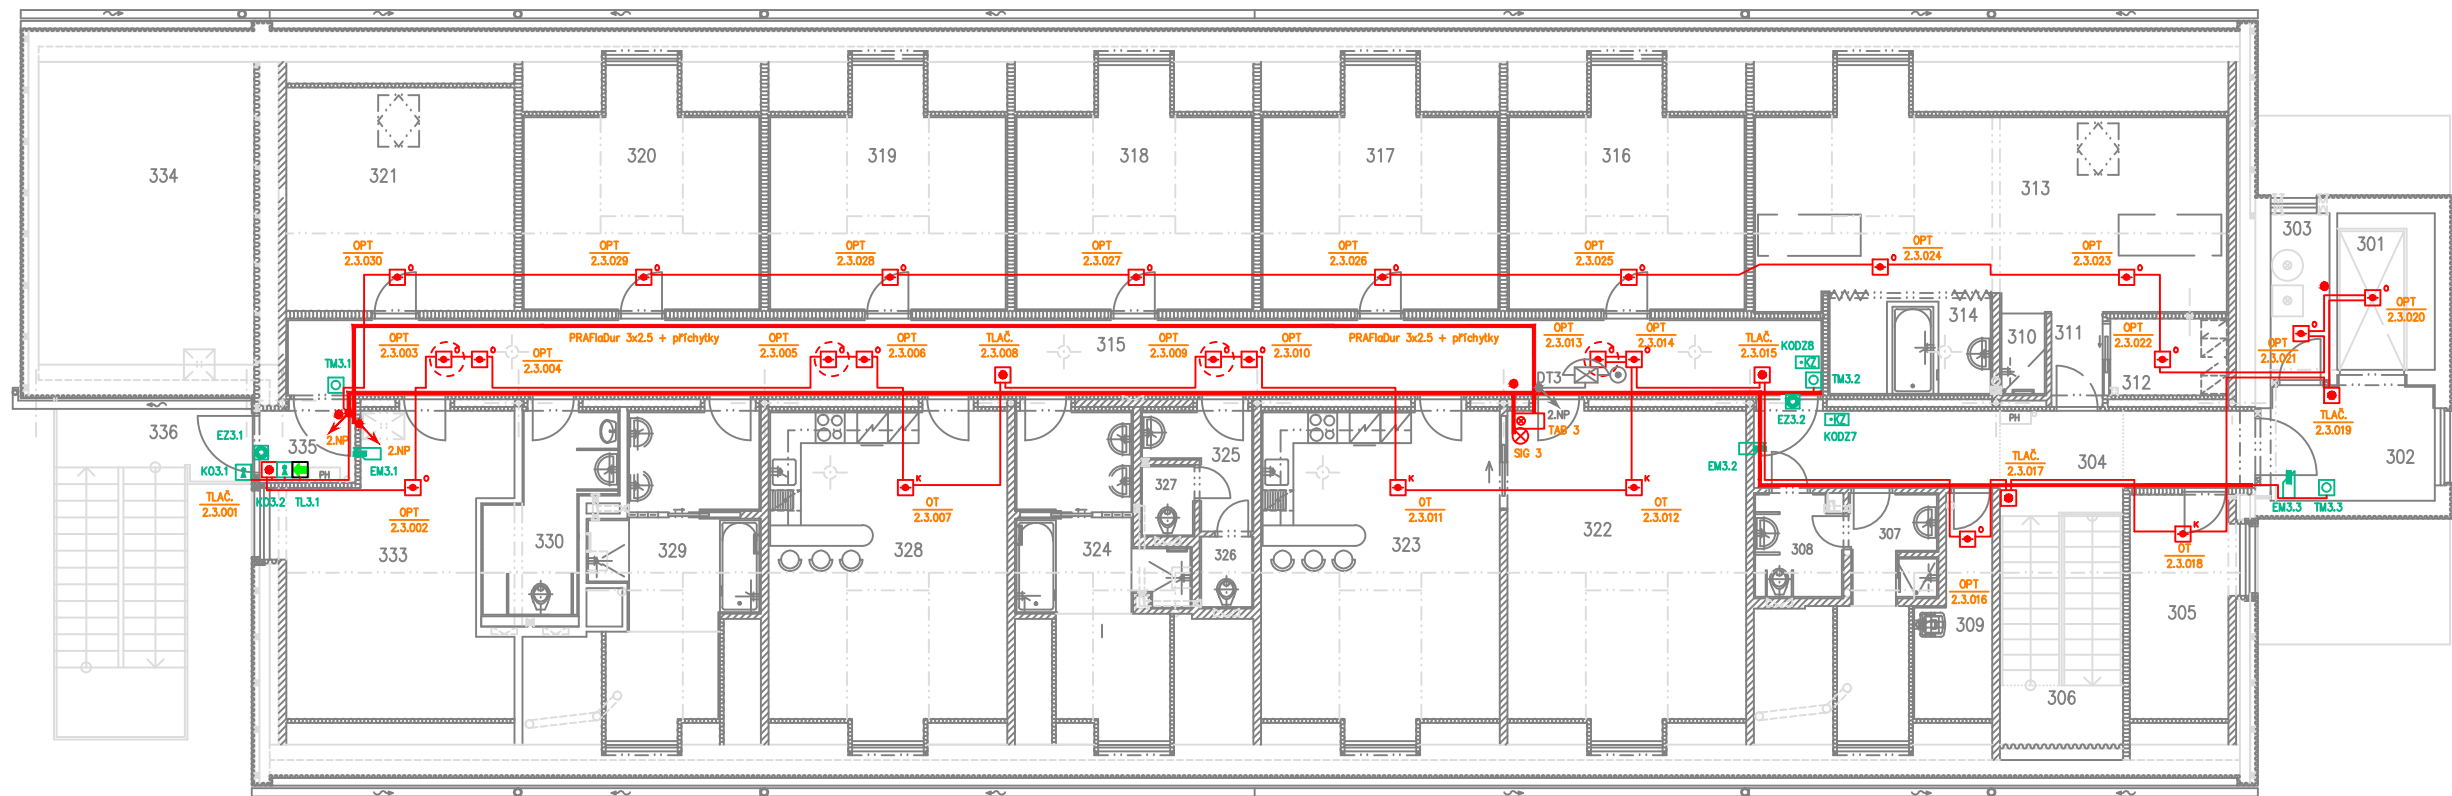 334
321
320
319
318
317
316
313
303
301
OPT
2.3.030
OPT
2.3.029
OPT
2.3.028
OPT
2.3.027
OPT
2.3.026
OPT
2.3.025
OPT
2.3.024
OPT
2.3.023
O
O
O
O
O
O
O
O
O
OPT
2.3.020
OPT
2.3.003
OPT
2.3.004
PRAFlaDur 3x2.5 + příchytky
OPT
2.3.005
OPT
2.3.006
TLAČ.
2.3.008
315
OPT
2.3.009
OPT
2.3.010
PRAFlaDur 3x2.5 + příchytky
OPT
2.3.013
OPT
2.3.014
TLAČ.
2.3.015
KODZ8
KZ
TM3.2
314
310
311
OPT
2.3.022
312
OPT
2.3.021
O
O
O
O
O
O
O
O
O
O
TM3.1
DT3
2.NP
TAB 3
SIG 3
EZ3.2
KZ
KODZ7
EM3.2
PH
TLAČ.
2.3.019
336
EZ3.1
335
2.NP
2.NP
KO3.1
PH
EM3.1
KO3.2
TL3.1
TLAČ.
2.3.001
O
OPT
2.3.002
K
OT
2.3.007
325
327
326
K
OT
2.3.011
K
OT
2.3.012
TLAČ.
2.3.017
304
302
EM3.3
TM3.3
333
330
329
328
324
323
322
308
307
O
OPT
2.3.016
309
K
OT
2.3.018
305
306